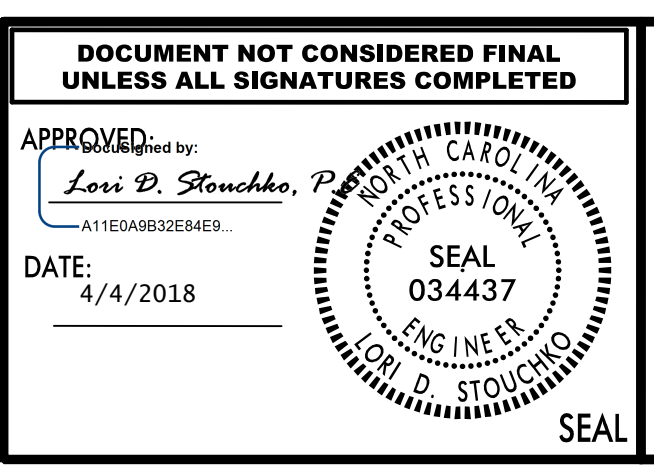 DOCUMENT NOT CONSIDERED FINAL
UNLESS ALL SIGNATURES COMPLETED
APPROVED:
DocuSigned by:
Lori D. Stouchko,
A11E0A9B32E84E9...
DATE:
4/4/2018
NORTH CAROLINA
PROFESSIONAL
SEAL
034437
ENGINEER
LORI D. STOUCHKO
SEAL